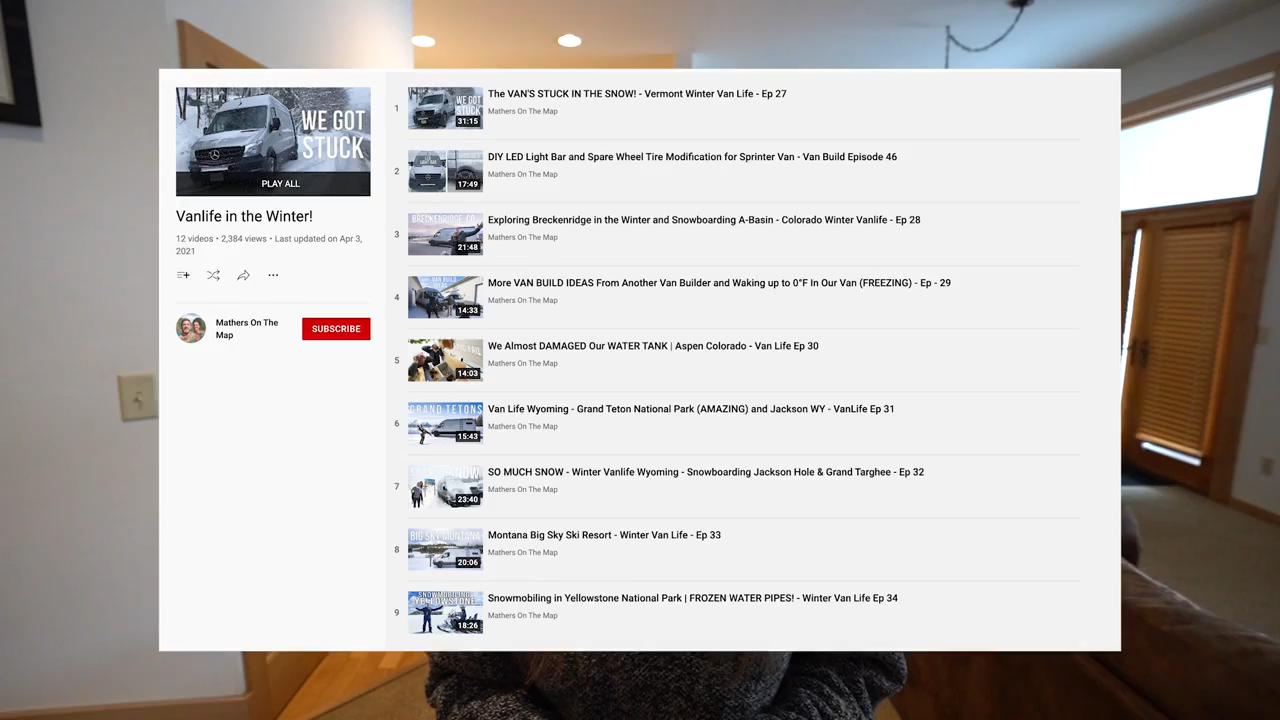 WE GOT
STUCK
PLAY ALL
Vanlife in the Winter!
12 videos • 2,384 views • Last updated on Apr 3,
2021
Mathers On The
Map
SUBSCRIBE
1
WE GOT
STUCK
31:15
The VAN'S STUCK IN THE SNOW! - Vermont Winter Van Life - Ep 27
Mathers On The Map
2
LIGHT BAR
17:49
DIY LED Light Bar and Spare Wheel Tire Modification for Sprinter Van - Van Build Episode 46
Mathers On The Map
3
BRECKENRIDGE, CO
21:48
Exploring Breckenridge in the Winter and Snowboarding A-Basin - Colorado Winter Vanlife - Ep 28
Mathers On The Map
4
VAN BUILD
IDEAS
14:33
More VAN BUILD IDEAS From Another Van Builder and Waking up to 0°F In Our Van (FREEZING) - Ep - 29
Mathers On The Map
5
14:03
We Almost DAMAGED Our WATER TANK | Aspen Colorado - Van Life Ep 30
Mathers On The Map
6
GRAND TETONS
15:43
Van Life Wyoming - Grand Teton National Park (AMAZING) and Jackson WY - VanLife Ep 31
Mathers On The Map
7
SNOW
23:40
SO MUCH SNOW - Winter Vanlife Wyoming - Snowboarding Jackson Hole & Grand Targhee - Ep 32
Mathers On The Map
8
BIG SKY MONTANA
20:06
Montana Big Sky Ski Resort - Winter Van Life - Ep 33
Mathers On The Map
9
SNOWMOBILING
YELLOWSTONE
18:26
Snowmobiling in Yellowstone National Park | FROZEN WATER PIPES! - Winter Van Life Ep 34
Mathers On The Map